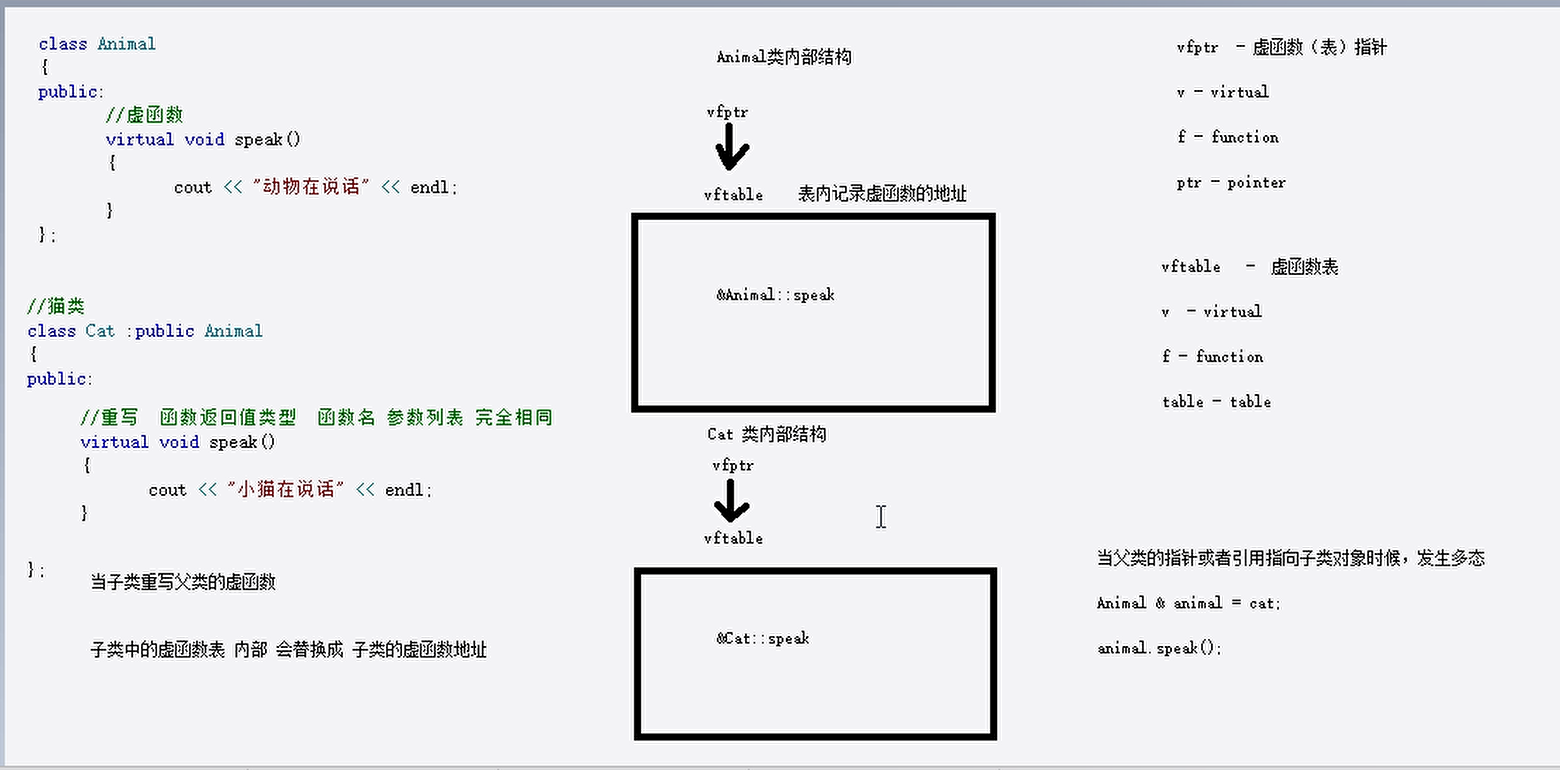 class Animal
{
public:
//虚函数
virtual void speak()
{
cout << "动物在说话" << endl;
}
};
//猫类
class Cat :public Animal
{
public:
//重写 函数返回值类型 函数名 参数列表 完全相同
virtual void speak()
{
cout << "小猫在说话" << endl;
}
};
当子类重写父类的虚函数
子类中的虚函数表 内部 会替换成 子类的虚函数地址
Animal类内部结构
vfptr
vftable 表内记录虚函数的地址
&Animal::speak
Cat 类内部结构
vfptr
vftable
&Cat::speak
vfptr - 虚函数（表）指针
v - virtual
f - function
ptr - pointer
vftable - 虚函数表
v - virtual
f - function
table - table
当父类的指针或者引用指向子类对象时候，发生多态
Animal & animal = cat;
animal.speak();